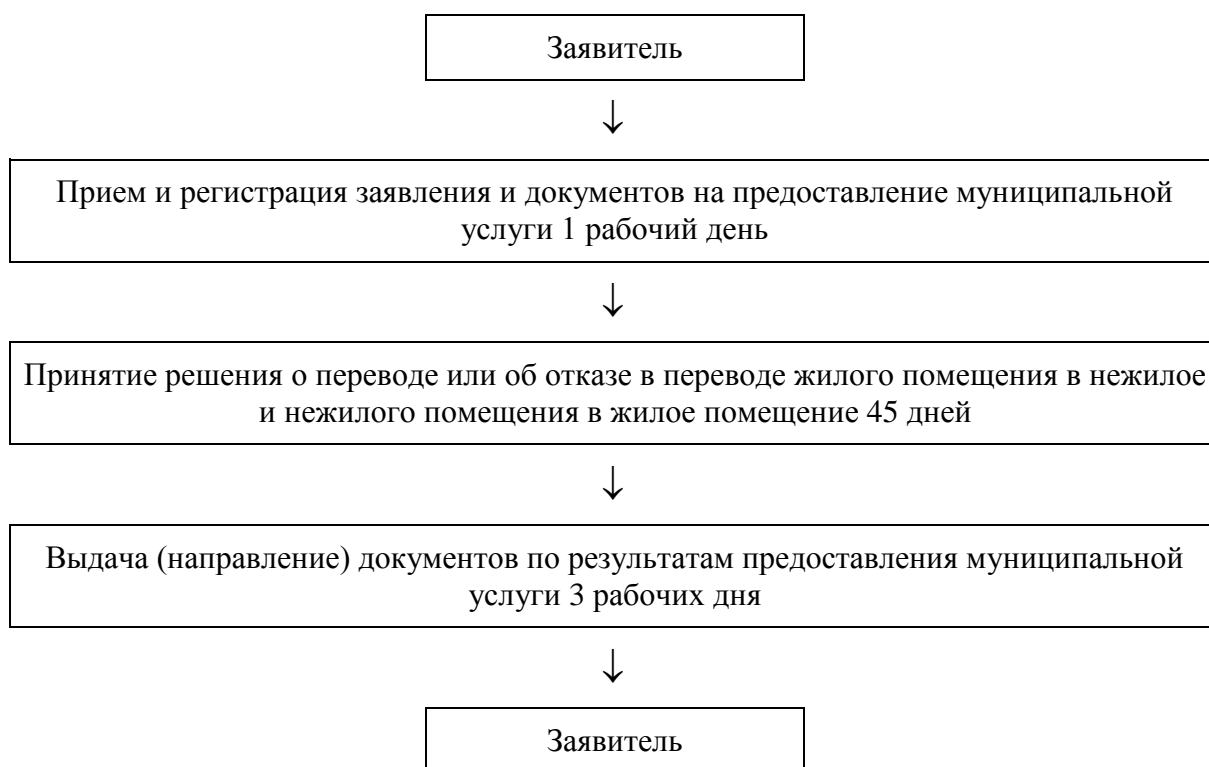 Заявитель
↓
Прием и регистрация заявления и документов на предоставление муниципальной
услуги 1 рабочий день
↓
Принятие решения о переводе или об отказе в переводе жилого помещения в нежилое
и нежилого помещения в жилое помещение 45 дней
↓
Выдача (направление) документов по результатам предоставления муниципальной
услуги 3 рабочих дня
↓
Заявитель